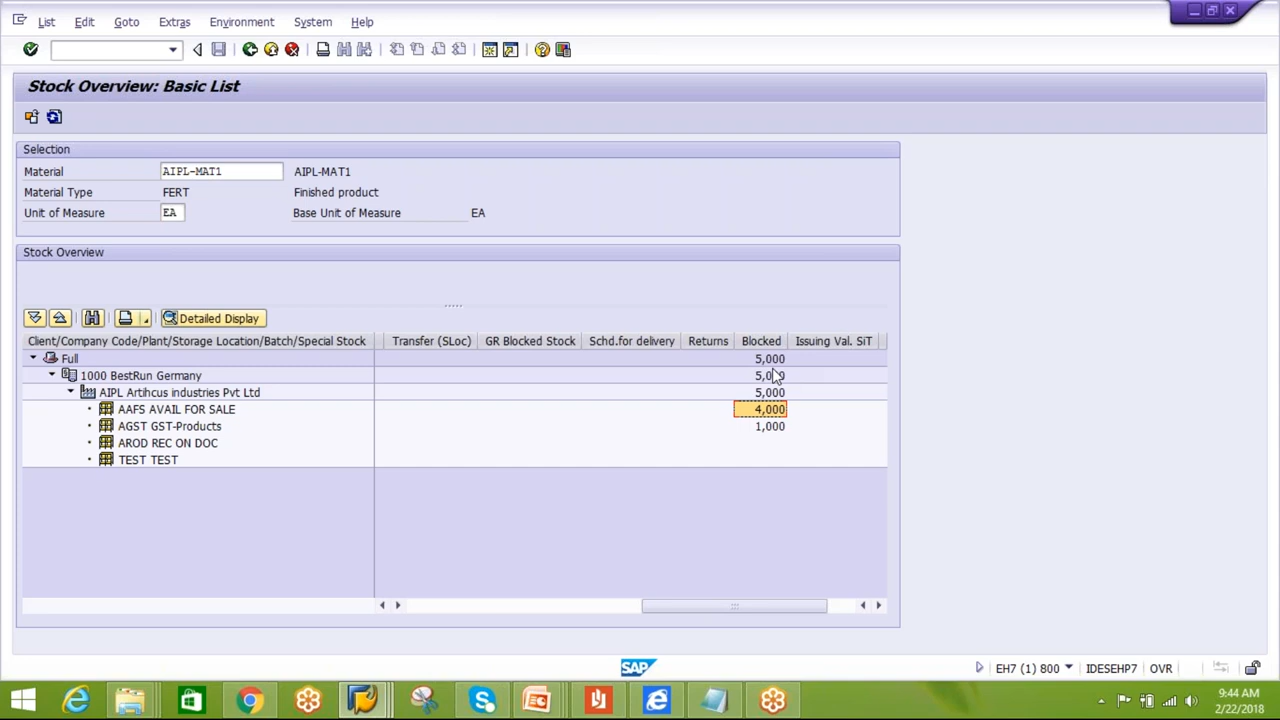 List Edit Goto Extras Environment System Help
Stock Overview: Basic List
Selection
Material AIPL-MAT1 AIPL-MAT1
Material Type FERT Finished product
Unit of Measure EA Base Unit of Measure EA
Stock Overview
Detailed Display
Client/Company Code/Plant/Storage Location/Batch/Special Stock Transfer (SLoc) GR Blocked Stock Schd.for delivery Returns Blocked Issuing Val. SiT
Full 5,000
1000 BestRun Germany 5,000
AIPL Artihcus industries Pvt Ltd 5,000
AAFS AVAIL FOR SALE 4,000
AGST GST-Products 1,000
AROD REC ON DOC
TEST TEST
SAP EH7 (1) 800 IDESEHP7 OVR
9:44 AM
2/22/2018